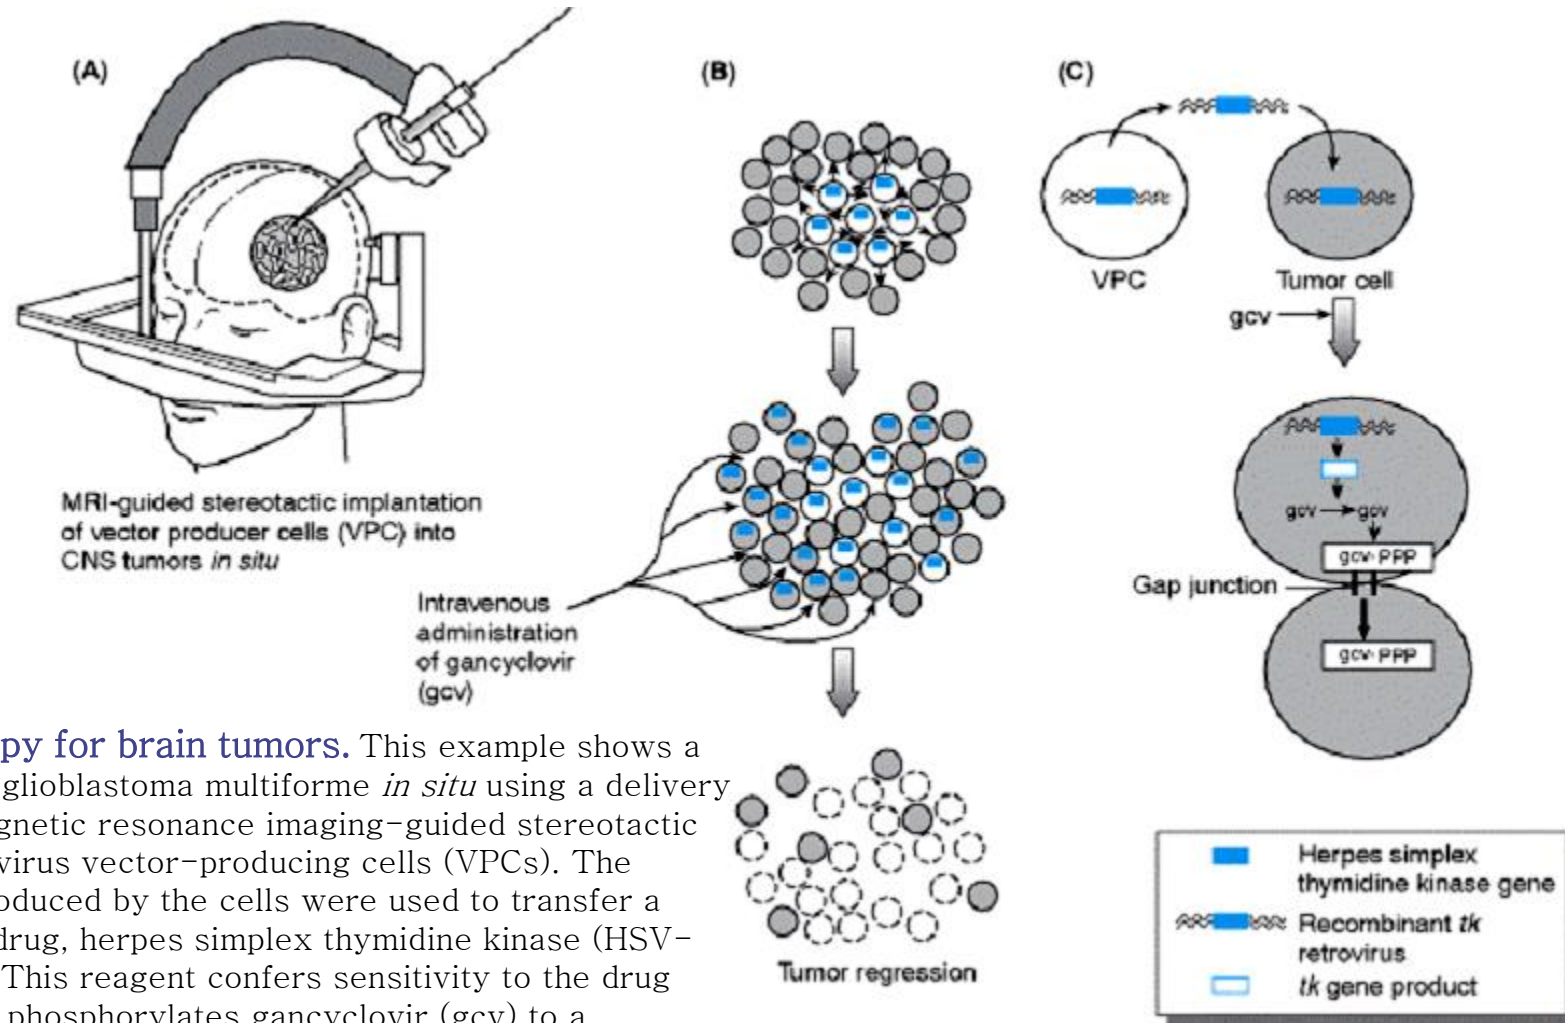 (A)
MRI-guided stereotactic implantation
of vector producer cells (VPC) into
CNS tumors in situ
(B)
Intravenous
administration
of gancyclovir
(gcv)
Tumor regression
(C)
VPC
Tumor cell
gcv
gcv
gcv
gcv-PPP
Gap junction
gcv-PPP
Herpes simplex
thymidine kinase gene
Recombinant tk
retrovirus
tk gene product
py for brain tumors. This example shows a
glioblastoma multiforme in situ using a delivery
gnetic resonance imaging-guided stereotactic
virus vector-producing cells (VPCs). The
oduced by the cells were used to transfer a
drug, herpes simplex thymidine kinase (HSV-
This reagent confers sensitivity to the drug
phosphorylates gancyclovir (gcv) to a